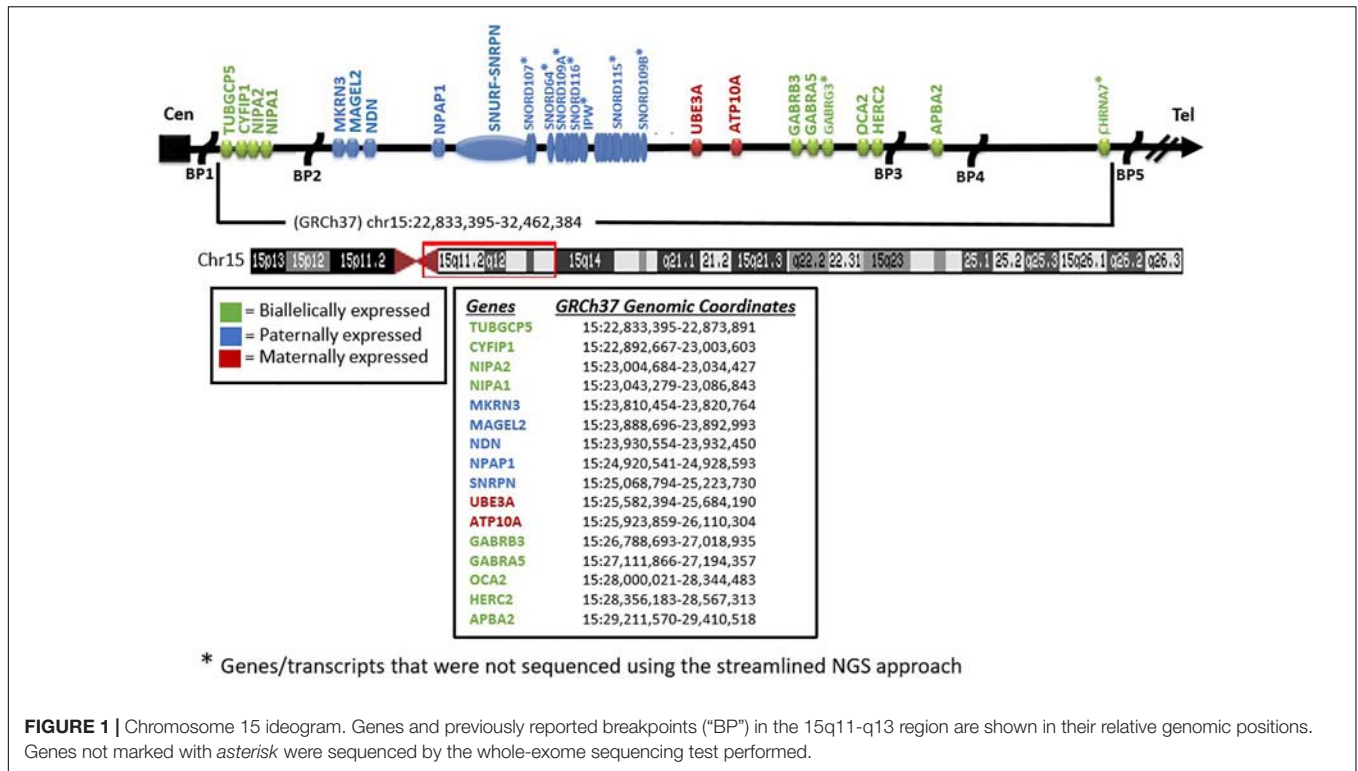 Cen
TUBGCP5
CYFIP1
NIPA2
NIPA1
MKRN3
MAGEL2
NDN
NPAP1
SNURF-SNRPN
SNORD107*
SNORD64*
SNORD109A*
SNORD116*
IPW*
SNORD115*
SNORD109B*
UBE3A
ATP10A
GABRB3
GABRA5
GABRG3*
OCA2
HERC2
APBA2
CHRNA7*
Tel
BP1
BP2
BP3
BP4
BP5
(GRCh37) chr15:22,833,395-32,462,384
Chr15 15p13 15p12 15p11.2 15q11.2 q12 15q14 q21.1 21.2 15q21.3 q22.2 22.31 15q23 25.1 25.2 q25.3 15q26.1 q26.2 q26.3
= Biallelically expressed
= Paternally expressed
= Maternally expressed
Genes GRCh37 Genomic Coordinates
TUBGCP5 15:22,833,395-22,873,891
CYFIP1 15:22,892,667-23,003,603
NIPA2 15:23,004,684-23,034,427
NIPA1 15:23,043,279-23,086,843
MKRN3 15:23,810,454-23,820,764
MAGEL2 15:23,888,696-23,892,993
NDN 15:23,930,554-23,932,450
NPAP1 15:24,920,541-24,928,593
SNRPN 15:25,068,794-25,223,730
UBE3A 15:25,582,394-25,684,190
ATP10A 15:25,923,859-26,110,304
GABRB3 15:26,788,693-27,018,935
GABRA5 15:27,111,866-27,194,357
OCA2 15:28,000,021-28,344,483
HERC2 15:28,356,183-28,567,313
APBA2 15:29,211,570-29,410,518
* Genes/transcripts that were not sequenced using the streamlined NGS approach
FIGURE 1 | Chromosome 15 ideogram. Genes and previously reported breakpoints (“BP”) in the 15q11-q13 region are shown in their relative genomic positions.
Genes not marked with asterisk were sequenced by the whole-exome sequencing test performed.